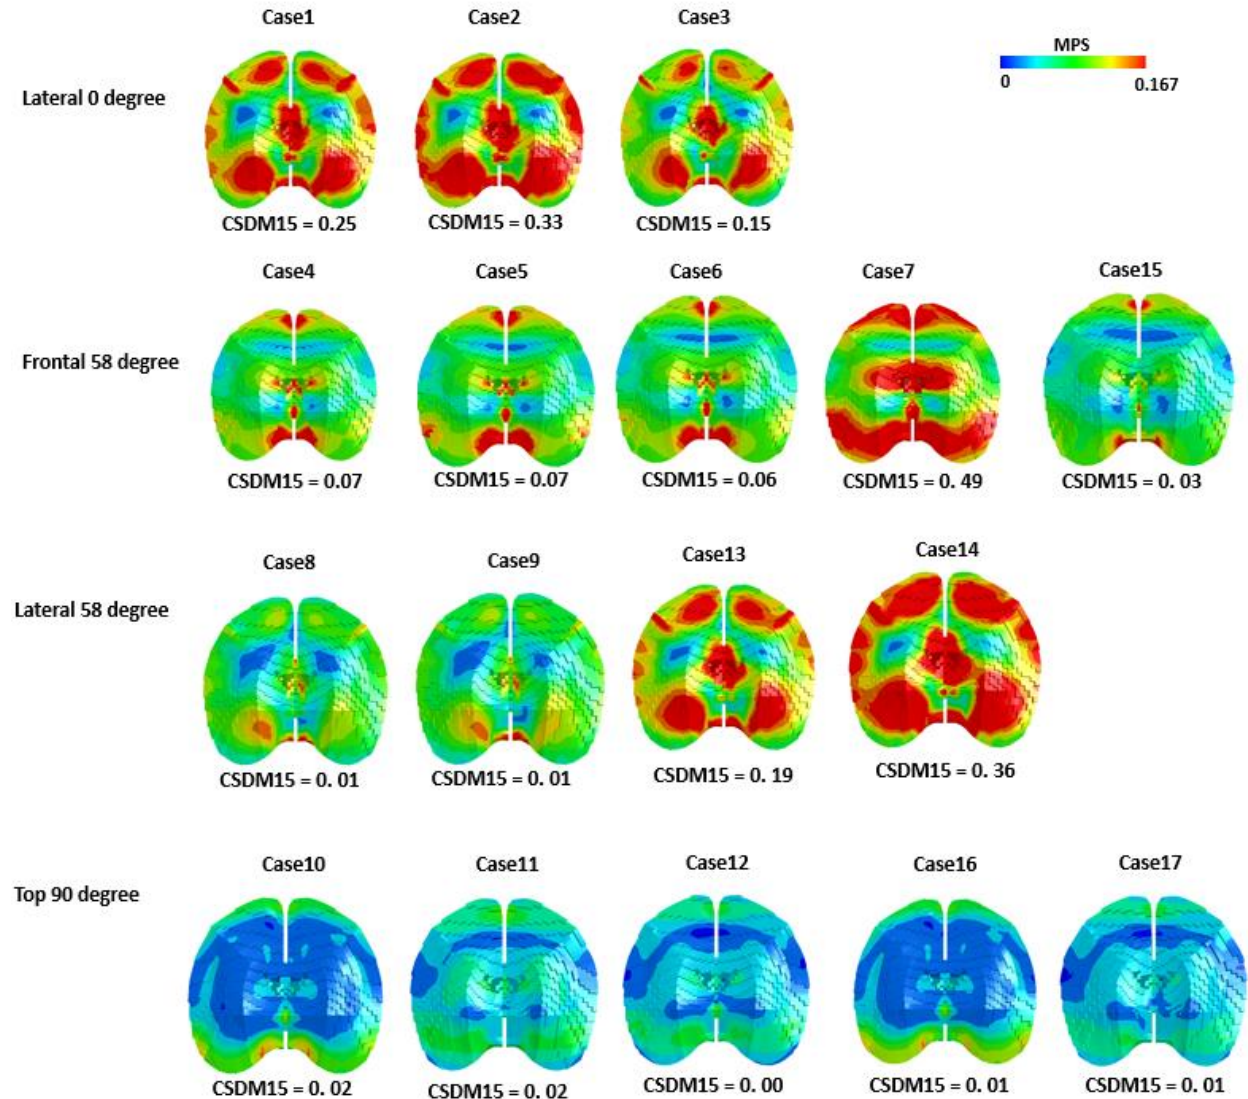 Case1 Case2 Case3
MPS
0 0.167
Lateral 0 degree
CSDM15 = 0.25 CSDM15 = 0.33 CSDM15 = 0.15
Case4 Case5 Case6 Case7 Case15
Frontal 58 degree
CSDM15 = 0.07 CSDM15 = 0.07 CSDM15 = 0.06 CSDM15 = 0. 49 CSDM15 = 0. 03
Case8 Case9 Case13 Case14
Lateral 58 degree
CSDM15 = 0. 01 CSDM15 = 0. 01 CSDM15 = 0. 19 CSDM15 = 0. 36
Case10 Case11 Case12 Case16 Case17
Top 90 degree
CSDM15 = 0. 02 CSDM15 = 0. 02 CSDM15 = 0. 00 CSDM15 = 0. 01 CSDM15 = 0. 01